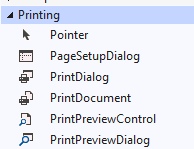 Printing
Pointer
PageSetupDialog
PrintDialog
PrintDocument
PrintPreviewControl
PrintPreviewDialog